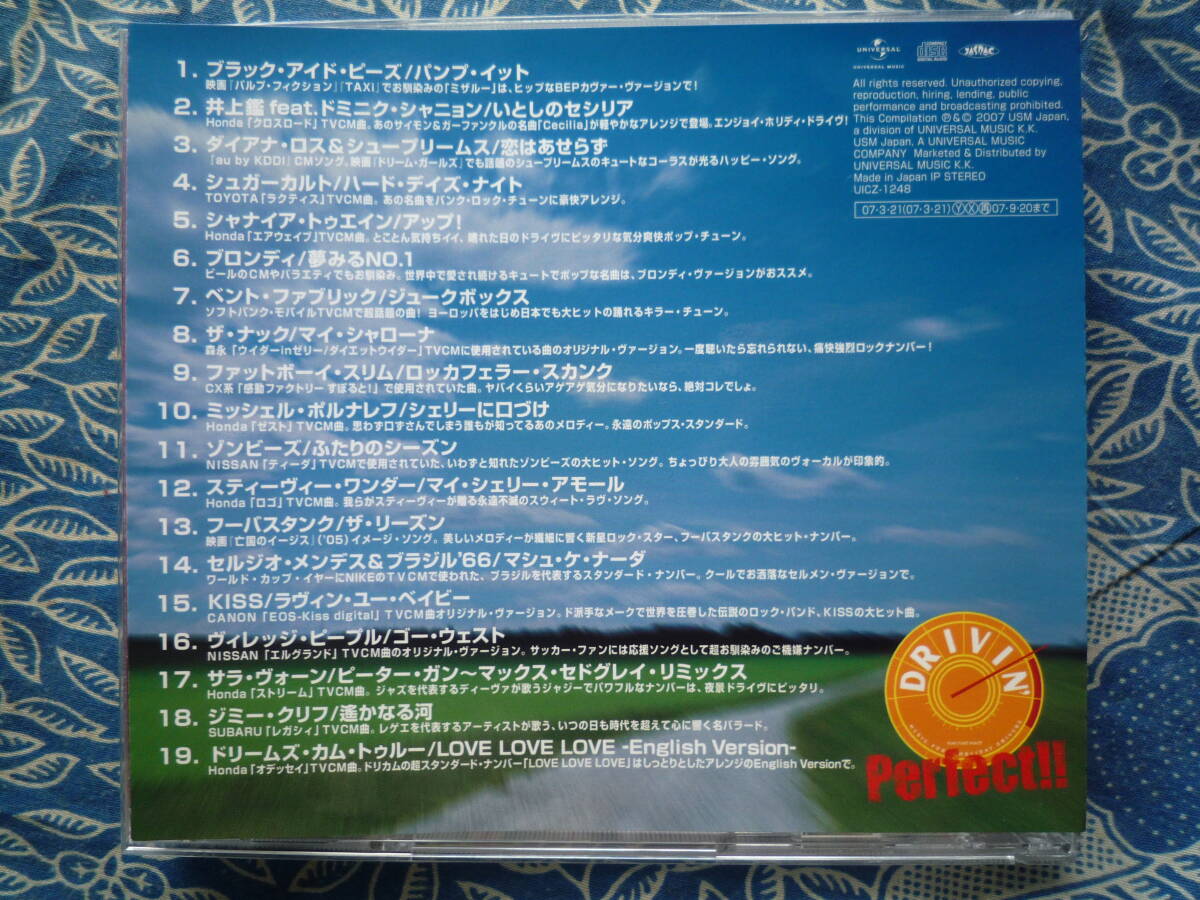 1. ブラック・アイド・ピーズ/パンプ・イット
映画「パルプ・フィクション」「TAXI」でお馴染みの「ミザルー」は、ヒップなBEPカヴァー・ヴァージョンで!
2. 井上鑑 feat.ドミニク・シャニョン/いとしのセシリア
Honda「クロスロード」TVCM曲。あのサイモン&ガーファンクルの名曲「Cecilia」が軽やかなアレンジで登場。エンジョイ・ホリディ・ドライヴ!
3. ダイアナ・ロス&シュープリームス/恋はあせらず
「au by KDDI」CMソング。映画「ドリーム・ガールズ」でも話題のシュープリームスのキュートなコーラスが光るハッピー・ソング。
4. シュガーカルト/ハード・デイズ・ナイト
TOYOTA「ラクティス」TVCM曲。あの名曲をパンク・ロック・チューンに豪快アレンジ。
5. シャナイア・トゥエイン/アップ!
Honda「エアウェイブ」TVCM曲。とことん気持ちイイ、晴れた日のドライヴにピッタリな気分爽快ポップ・チューン。
6. ブロンディ/夢みるNO.1
ビールのCMやバラエティでもお馴染み。世界中で愛され続けるキュートでポップな名曲は、ブロンディ・ヴァージョンがおススメ。
7. ベント・ファブリック/ジュークボックス
ソフトバンク・モバイルTVCMで超話題の曲! ヨーロッパをはじめ日本でも大ヒットの踊れるキラー・チューン。
8. ザ・ナック/マイ・シャローナ
森永「ウイダーinゼリー/ダイエットウイダー」TVCMに使用されている曲のオリジナル・ヴァージョン。一度聴いたら忘れられない、痛快強烈ロックナンバー!
9. ファットボーイ・スリム/ロッカフェラー・スカンク
CX系「感動ファクトリー すぽると!」で使用されていた曲。ヤバイくらいアゲアゲ気分になりたいなら、絶対コレでしょ。
10. ミッシェル・ポルナレフ/シェリーに口づけ
Honda「ゼスト」TVCM曲。思わず口ずさんでしまう誰もが知ってるあのメロディー。永遠のポップス・スタンダード。
11. ゾンビーズ/ふたりのシーズン
NISSAN「ティーダ」TVCMで使用されていた、いわずと知れたゾンビーズの大ヒット・ソング。ちょっぴり大人の雰囲気のヴォーカルが印象的。
12. スティーヴィー・ワンダー/マイ・シェリー・アモール
Honda「ロゴ」TVCM曲。我らがスティーヴィーが贈る永遠不滅のスウィート・ラヴ・ソング。
13. フーバスタンク/ザ・リーズン
映画「亡国のイージス」('05)イメージ・ソング。美しいメロディーが繊細に響く新星ロック・スター、フーバスタンクの大ヒット・ナンバー。
14. セルジオ・メンデス&ブラジル'66/マシュ・ケ・ナーダ
ワールド・カップ・イヤーにNIKEのTVCMで使われた、ブラジルを代表するスタンダード・ナンバー。クールでお洒落なセルメン・ヴァージョンで。
15. KISS/ラヴィン・ユー・ベイビー
CANON「EOS-Kiss digital」TVCM曲オリジナル・ヴァージョン。ド派手なメークで世界を圧巻した伝説のロック・バンド、KISSの大ヒット曲。
16. ヴィレッジ・ピープル/ゴー・ウェスト
NISSAN「エルグランド」TVCM曲のオリジナル・ヴァージョン。サッカー・ファンには応援ソングとして超お馴染みのご機嫌ナンバー。
17. サラ・ヴォーン/ピーター・ガン〜マックス・セドグレイ・リミックス
Honda「ストリーム」TVCM曲。ジャズを代表するディーヴァが歌うジャジーでパワフルなナンバーは、夜景ドライヴにピッタリ。
18. ジミー・クリフ/遙かなる河
SUBARU「レガシィ」TVCM曲。レゲエを代表するアーティストが歌う、いつの日も時代を超えて心に響く名バラード。
19. ドリームズ・カム・トゥルー/LOVE LOVE LOVE -English Version-
Honda「オデッセイ」TVCM曲。ドリカムの超スタンダード・ナンバー「LOVE LOVE LOVE」はしっとりとしたアレンジのEnglish Versionで。
UNIVERSAL
UNIVERSAL MUSIC
COMPACT
disc
DIGITAL AUDIO
JASRAC
All rights reserved. Unauthorized copying,
reproduction, hiring, lending, public
performance and broadcasting prohibited.
This Compilation ℗&© 2007 USM Japan,
a division of UNIVERSAL MUSIC K.K.
USM Japan, A UNIVERSAL MUSIC
COMPANY Marketed & Distributed by
UNIVERSAL MUSIC K.K.
Made in Japan IP STEREO
UICZ-1248
07・3・21(07・3・21)ⓎⓍ㊢07・9・20まで
DRIVIN'
Perfect!!